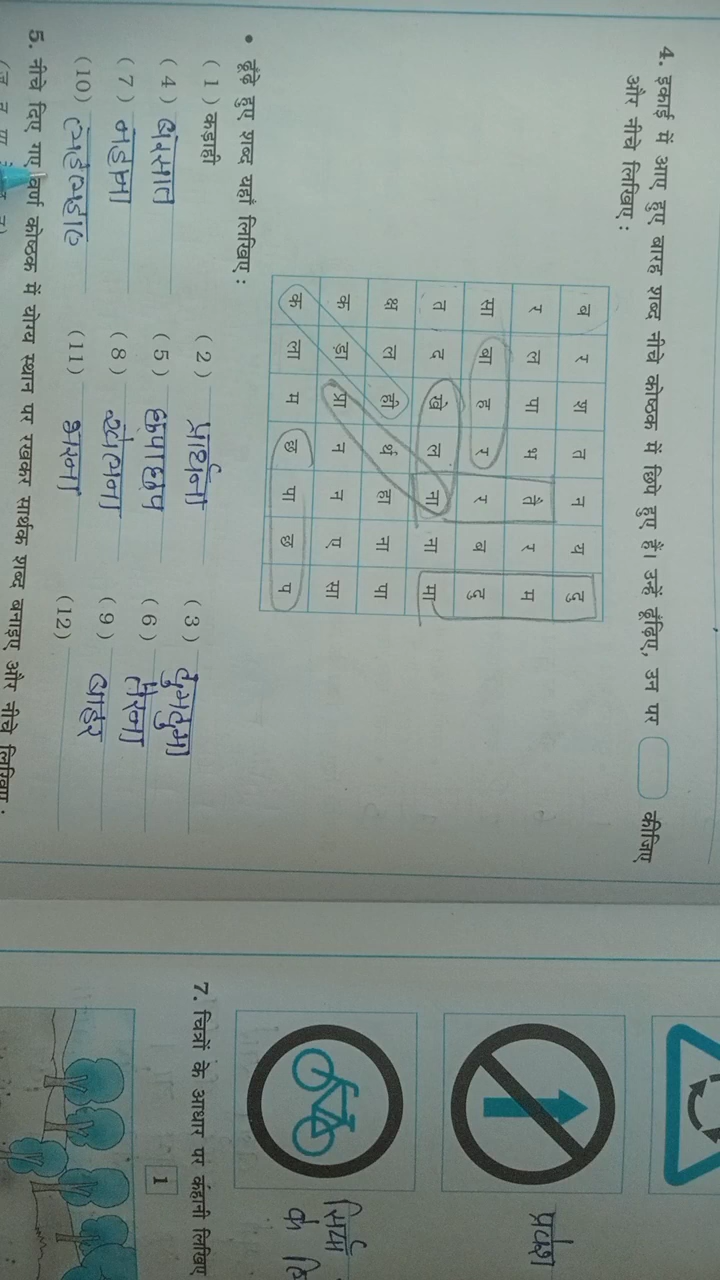 4. इकाई में आए हुए बारह शब्द नीचे कोष्ठक में छिपे हुए हैं। उन्हें ढूंढ़िए, उन पर कीजिए
और नीचे लिखिए :
ब र शा त न य दु
र ल पा भ तै र म
सा बा ह र र ब दु
त द खे ल ना ना मा
क्ष ल ही र्थ हा ना पा
क ड़ा प्रा न न ए सा
क ला म छ पा छ प
• ढूंढ़े हुए शब्द यहाँ लिखिए :
( 1 ) कड़ाही ( 2 ) प्रार्थना ( 3 ) दुमदुमा
( 4 ) बरसात ( 5 ) छपाछप ( 6 ) तैरना
( 7 ) ( 8 ) खेलना ( 9 ) बाहर
(10) (11) झरना (12)
5. नीचे दिए गए वर्ण कोष्ठक में योग्य स्थान पर रखकर सार्थक शब्द बनाइए और नीचे लिखिए :
प्रवेश
के
7. चित्रों के आधार पर कहानी लिखिए
1